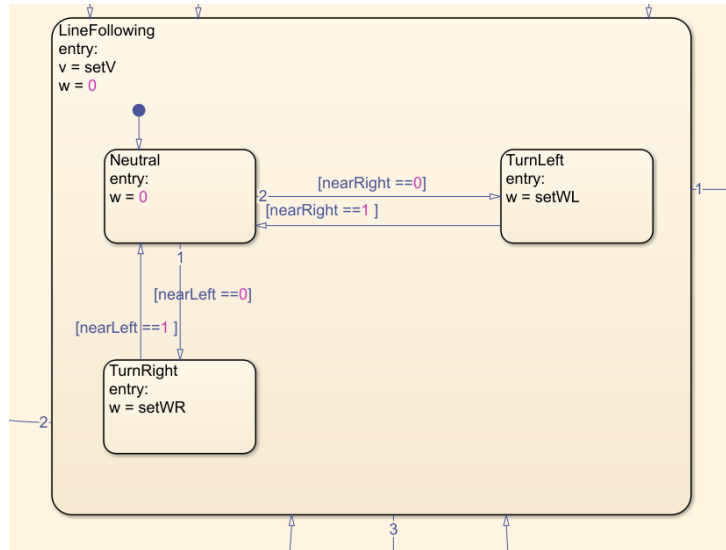 LineFollowing
entry:
v = setV
w = 0
Neutral
entry:
w = 0
TurnLeft
entry:
w = setWL
1
2
[nearRight ==0]
[nearRight ==1 ]
1
[nearLeft ==0]
[nearLeft ==1 ]
TurnRight
entry:
w = setWR
2
3